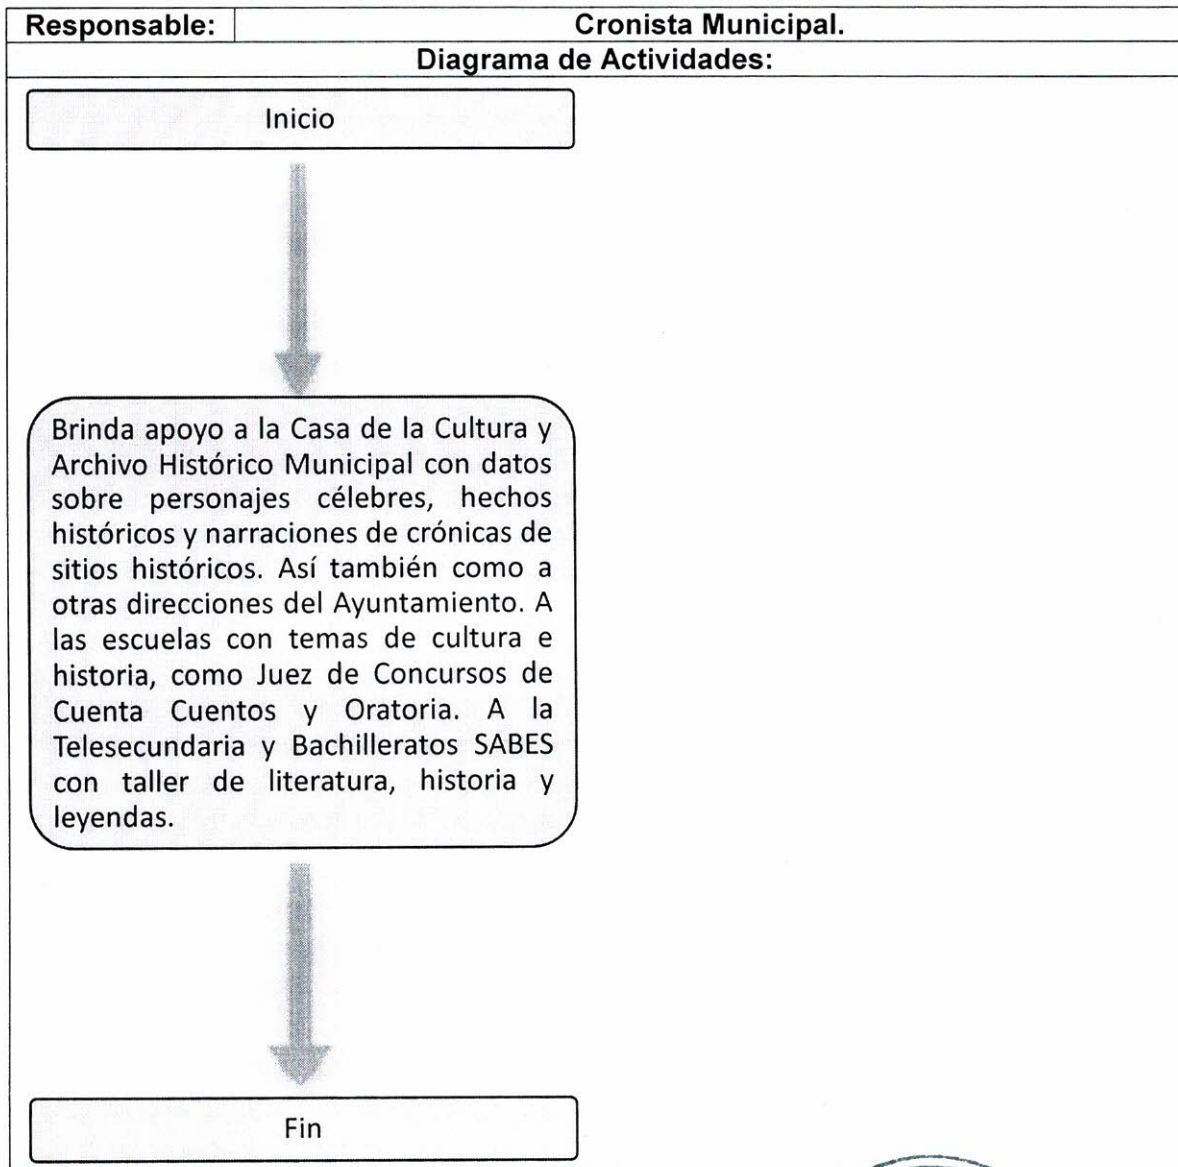 Responsable: Cronista Municipal.
Diagrama de Actividades:
Inicio
Brinda apoyo a la Casa de la Cultura y
Archivo Histórico Municipal con datos
sobre personajes célebres, hechos
históricos y narraciones de crónicas de
sitios históricos. Así también como a
otras direcciones del Ayuntamiento. A
las escuelas con temas de cultura e
historia, como Juez de Concursos de
Cuenta Cuentos y Oratoria. A la
Telesecundaria y Bachilleratos SABES
con taller de literatura, historia y
leyendas.
Fin